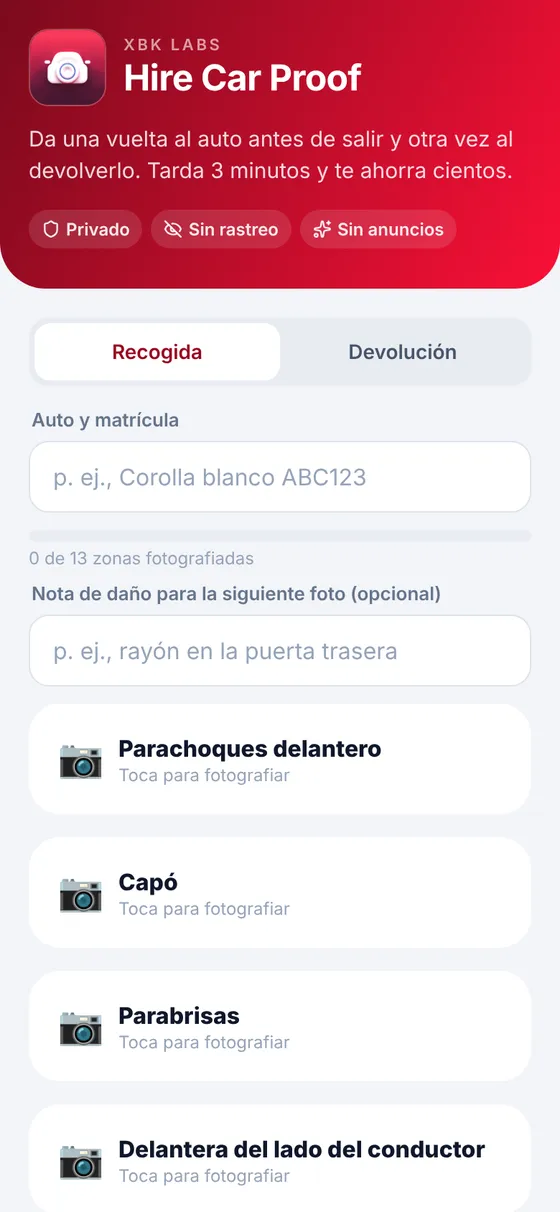 XBK LABS
Hire Car Proof
Da una vuelta al auto antes de salir y otra vez al
devolverlo. Tarda 3 minutos y te ahorra cientos.
Privado
Sin rastreo
Sin anuncios
Recogida
Devolución
Auto y matrícula
p. ej., Corolla blanco ABC123
0 de 13 zonas fotografiadas
Nota de daño para la siguiente foto (opcional)
p. ej., rayón en la puerta trasera
Parachoques delantero
Toca para fotografiar
Capó
Toca para fotografiar
Parabrisas
Toca para fotografiar
Delantera del lado del conductor
Toca para fotografiar